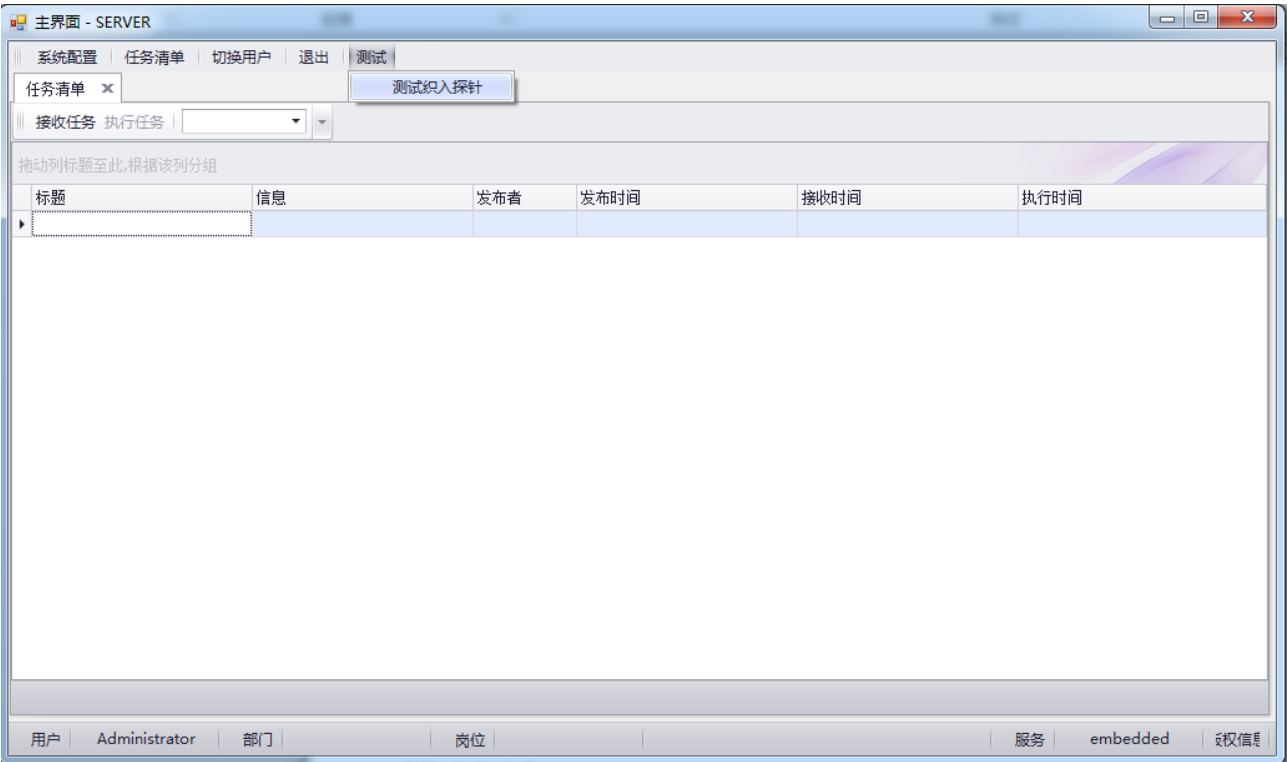 主界面 - SERVER
系统配置 任务清单 切换用户 退出 测试
任务清单
测试织入探针
接收任务 执行任务
拖动列标题至此,根据该列分组
标题 信息 发布者 发布时间 接收时间 执行时间
用户 Administrator 部门 岗位 服务 embedded 权信息